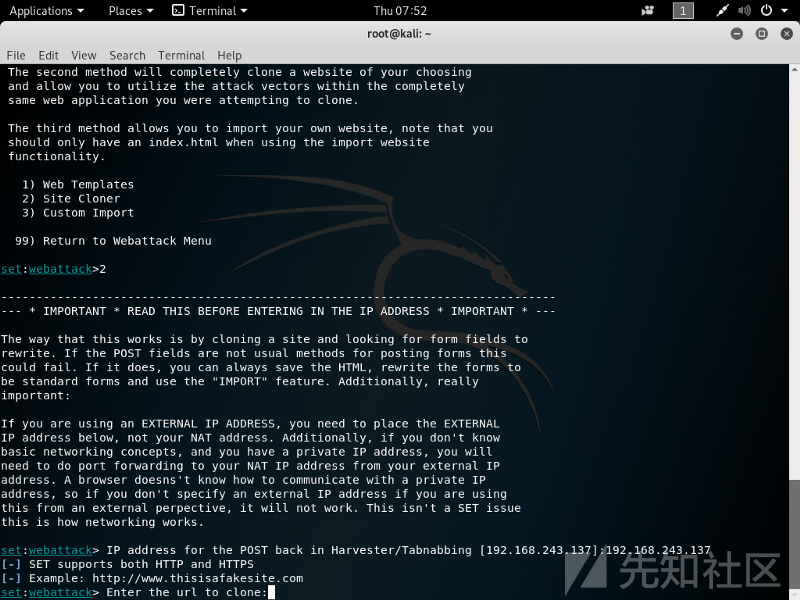 Applications Places Terminal Thu 07:52 1
root@kali: ~
File Edit View Search Terminal Help
The second method will completely clone a website of your choosing
and allow you to utilize the attack vectors within the completely
same web application you were attempting to clone.
The third method allows you to import your own website, note that you
should only have an index.html when using the import website
functionality.
1) Web Templates
2) Site Cloner
3) Custom Import
99) Return to Webattack Menu
set:webattack>2
-------------------------------------------------------------------------------
--- * IMPORTANT * READ THIS BEFORE ENTERING IN THE IP ADDRESS * IMPORTANT * ---
The way that this works is by cloning a site and looking for form fields to
rewrite. If the POST fields are not usual methods for posting forms this
could fail. If it does, you can always save the HTML, rewrite the forms to
be standard forms and use the "IMPORT" feature. Additionally, really
important:
If you are using an EXTERNAL IP ADDRESS, you need to place the EXTERNAL
IP address below, not your NAT address. Additionally, if you don't know
basic networking concepts, and you have a private IP address, you will
need to do port forwarding to your NAT IP address from your external IP
address. A browser doesns't know how to communicate with a private IP
address, so if you don't specify an external IP address if you are using
this from an external perpective, it will not work. This isn't a SET issue
this is how networking works.
set:webattack> IP address for the POST back in Harvester/Tabnabbing [192.168.243.137]:192.168.243.137
[-] SET supports both HTTP and HTTPS
[-] Example: http://www.thisisafakesite.com
set:webattack> Enter the url to clone:
先知社区